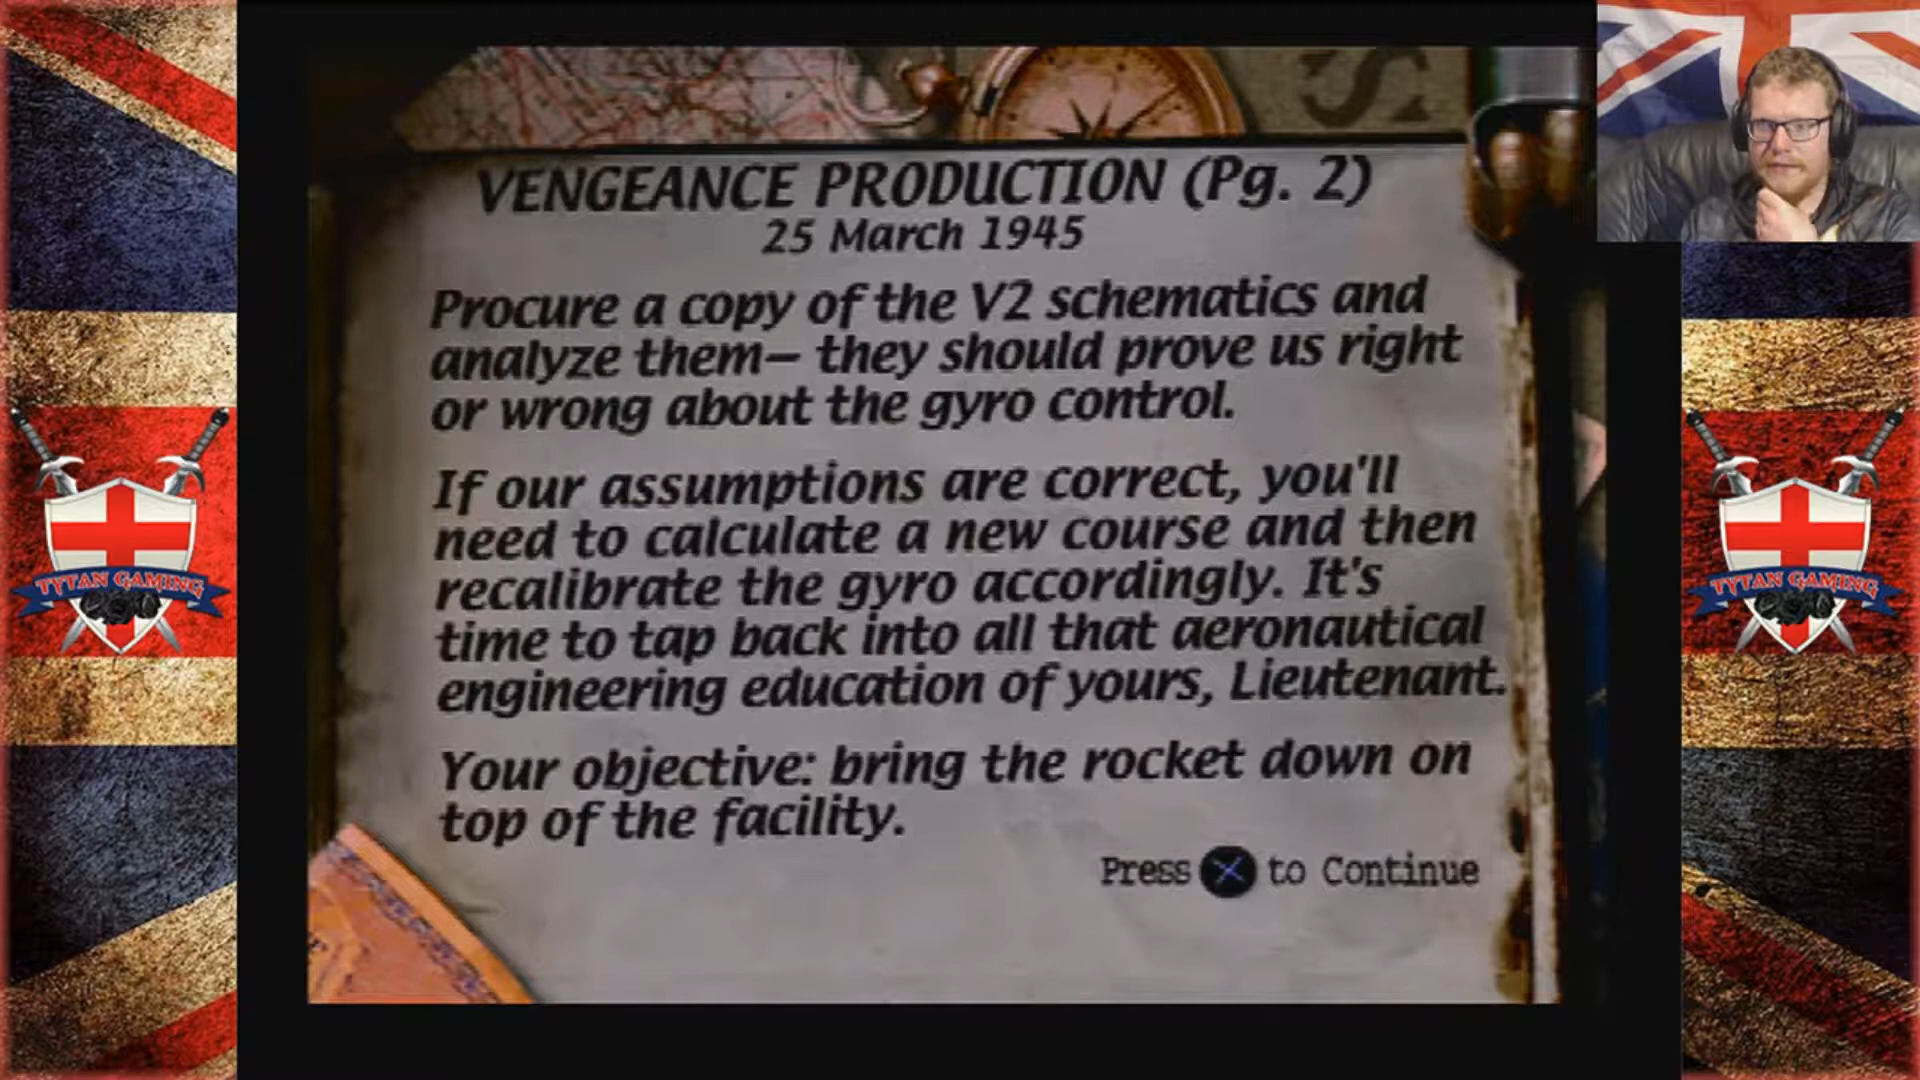 VENGEANCE PRODUCTION (Pg. 2)
25 March 1945
Procure a copy of the V2 schematics and
analyze them— they should prove us right
or wrong about the gyro control.
If our assumptions are correct, you'll
need to calculate a new course and then
recalibrate the gyro accordingly. It's
time to tap back into all that aeronautical
engineering education of yours, Lieutenant.
Your objective: bring the rocket down on
top of the facility.
Press X to Continue
TYTAN GAMING
TYTAN GAMING